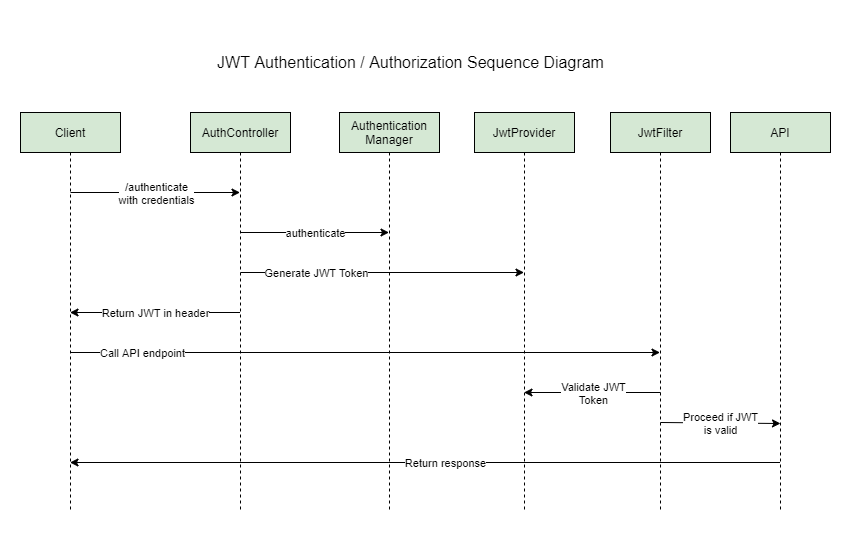 JWT Authentication / Authorization Sequence Diagram
Client
AuthController
Authentication
Manager
JwtProvider
JwtFilter
API
/authenticate
with credentials
authenticate
Generate JWT Token
Return JWT in header
Call API endpoint
Validate JWT
Token
Proceed if JWT
is valid
Return response